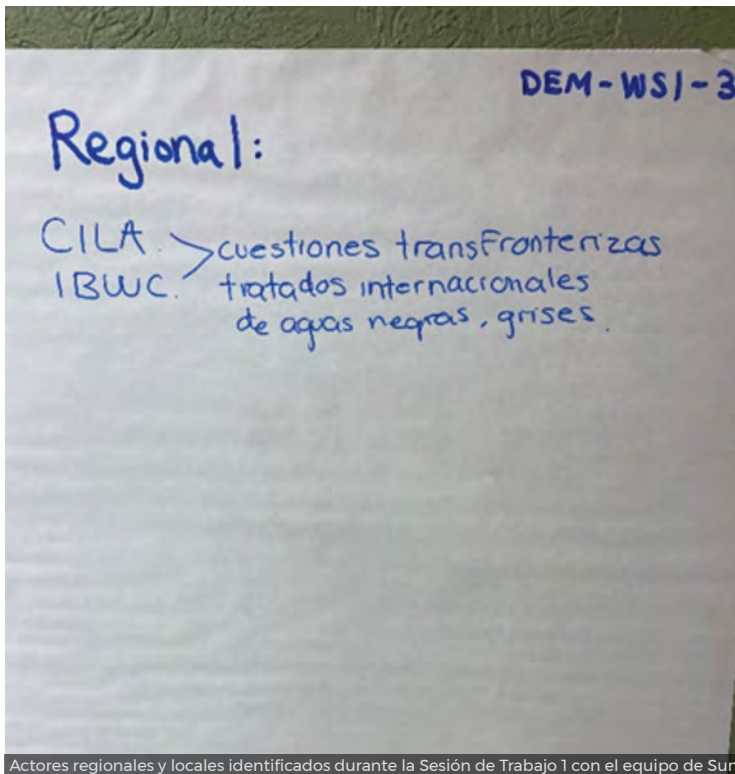 DEM-WS1-3
Regional:
CILA. cuestiones transfronterizas
IBWC. tratados internacionales
de aguas negras, grises.
Actores regionales y locales identificados durante la Sesión de Trabajo 1 con el equipo de